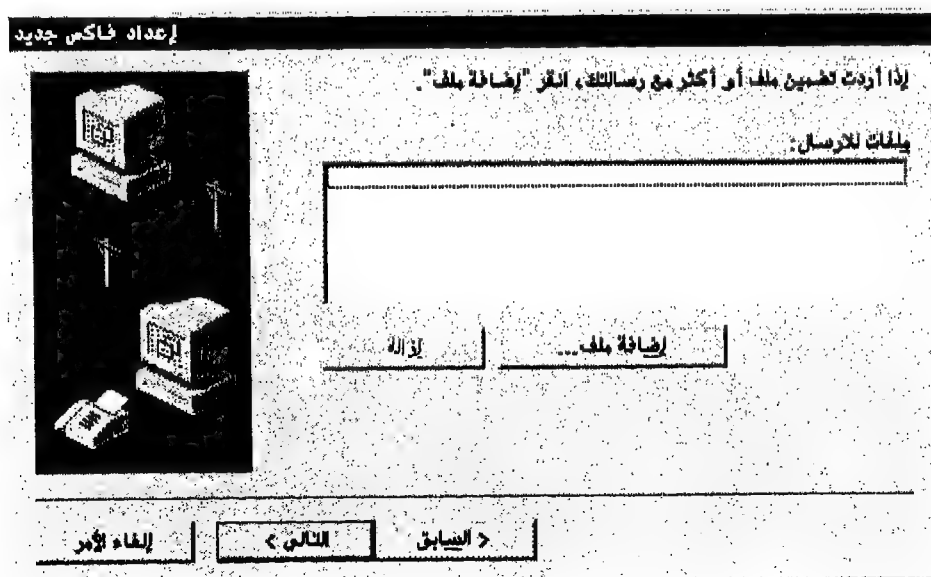 إعداد فاكس جديد
إذا أردت تضمين ملف أو أكثر مع رسالتك، انقر "إضافة ملف".
ملفات للارسال:
إضافة ملف...
إزالة
< السابق
التالي >
إلغاء الأمر